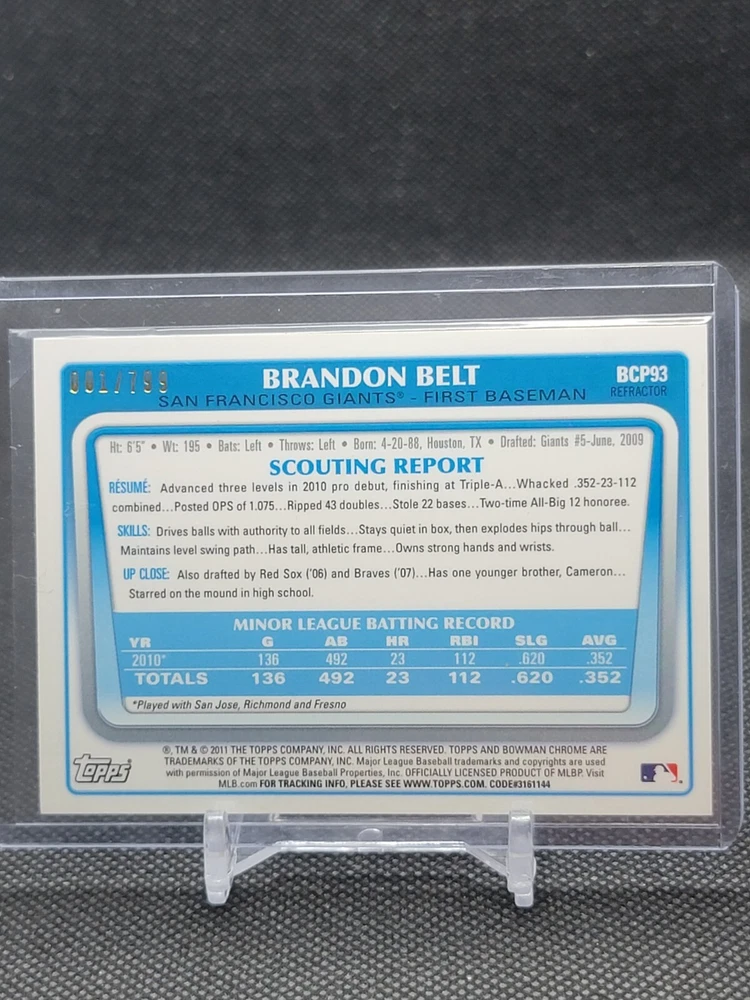 001/799
BRANDON BELT
BCP93
SAN FRANCISCO GIANTS® - FIRST BASEMAN
REFRACTOR
Ht: 6'5" • Wt: 195 • Bats: Left • Throws: Left • Born: 4-20-88, Houston, TX • Drafted: Giants #5-June, 2009
SCOUTING REPORT
RÉSUMÉ: Advanced three levels in 2010 pro debut, finishing at Triple-A...Whacked .352-23-112
combined...Posted OPS of 1.075...Ripped 43 doubles...Stole 22 bases...Two-time All-Big 12 honoree.
SKILLS: Drives balls with authority to all fields...Stays quiet in box, then explodes hips through ball...
Maintains level swing path...Has tall, athletic frame...Owns strong hands and wrists.
UP CLOSE: Also drafted by Red Sox ('06) and Braves ('07)...Has one younger brother, Cameron...
Starred on the mound in high school.
MINOR LEAGUE BATTING RECORD
YR G AB HR RBI SLG AVG
2010* 136 492 23 112 .620 .352
TOTALS 136 492 23 112 .620 .352
*Played with San Jose, Richmond and Fresno
®, TM & © 2011 THE TOPPS COMPANY, INC. ALL RIGHTS RESERVED. TOPPS AND BOWMAN CHROME ARE
TRADEMARKS OF THE TOPPS COMPANY, INC. Major League Baseball trademarks and copyrights are used
with permission of Major League Baseball Properties, Inc. OFFICIALLY LICENSED PRODUCT OF MLBP. Visit
MLB.com FOR TRACKING INFO, PLEASE SEE WWW.TOPPS.COM. CODE#3161144
TOPPS